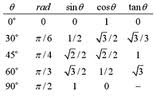 θ rad sinθ cosθ tanθ
0° 0 0 1 0
30° π/6 1/2 √3/2 √3/3
45° π/4 √2/2 √2/2 1
60° π/3 √3/2 1/2 √3
90° π/2 1 0 −